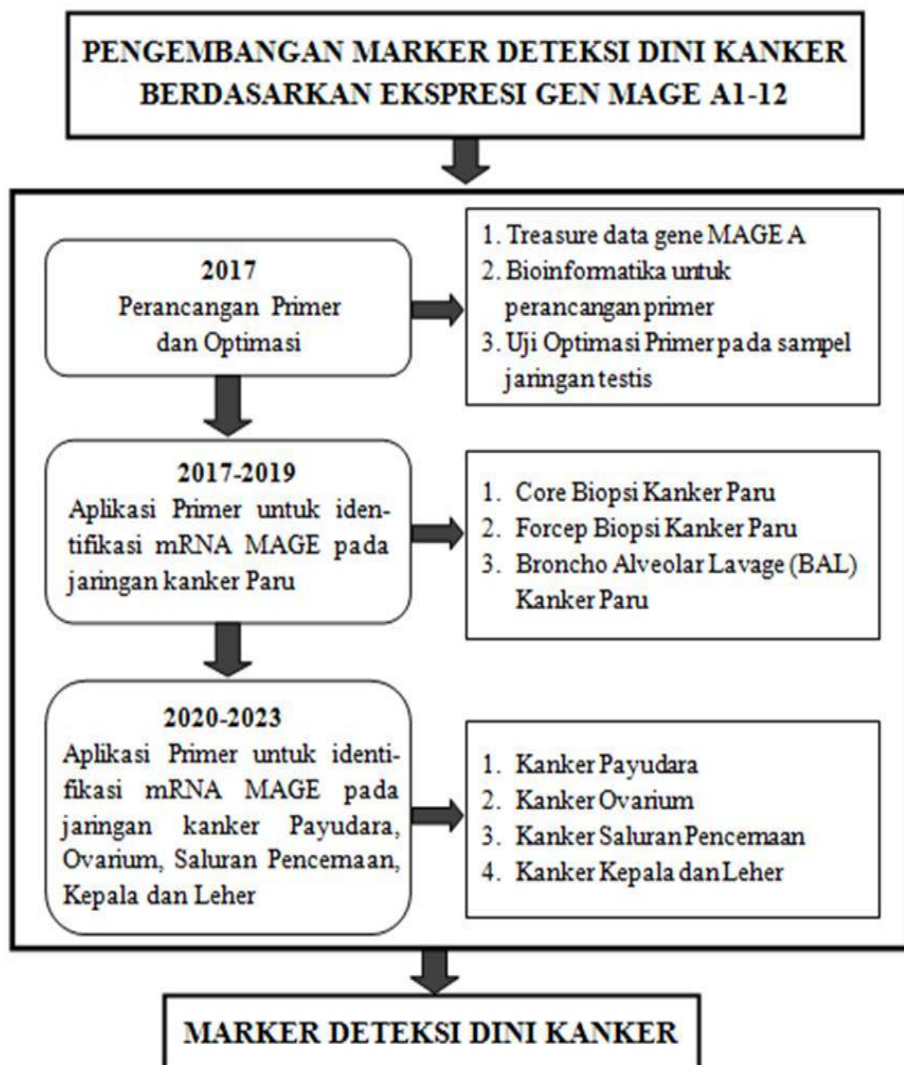 PENGEMBANGAN MARKER DETEKSI DINI KANKER
BERDASARKAN EKSPRESI GEN MAGE A1-12
2017
Perancangan Primer
dan Optimasi
1. Treasure data gene MAGE A
2. Bioinformatika untuk
perancangan primer
3. Uji Optimasi Primer pada sampel
jaringan testis
2017-2019
Aplikasi Primer untuk iden-
tifikasi mRNA MAGE pada
jaringan kanker Paru
1. Core Biopsi Kanker Paru
2. Forcep Biopsi Kanker Paru
3. Broncho Alveolar Lavage (BAL)
Kanker Paru
2020-2023
Aplikasi Primer untuk identi-
fikasi mRNA MAGE pada
jaringan kanker Payudara,
Ovarium, Saluran Pencernaan,
Kepala dan Leher
1. Kanker Payudara
2. Kanker Ovarium
3. Kanker Saluran Pencernaan
4. Kanker Kepala dan Leher
MARKER DETEKSI DINI KANKER